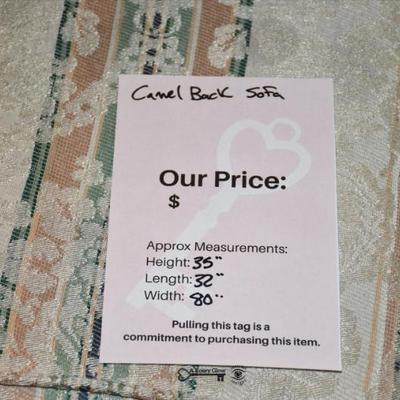 Camel Back Sofa
Our Price:
$
Approx Measurements:
Height: 35"
Length: 32"
Width: 80"
Pulling this tag is a
commitment to purchasing this item.